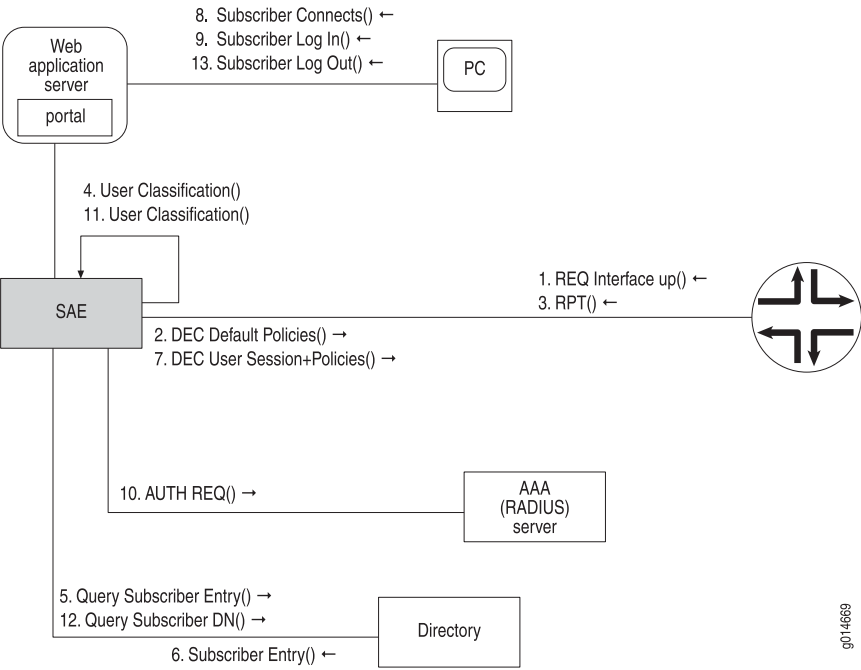 8. Subscriber Connects() ←
9. Subscriber Log In() ←
13. Subscriber Log Out() ←
Web
application
server
portal
PC
4. User Classification()
11. User Classification()
1. REQ Interface up() ←
3. RPT() ←
SAE
2. DEC Default Policies() →
7. DEC User Session+Policies() →
10. AUTH REQ() →
AAA
(RADIUS)
server
5. Query Subscriber Entry() →
12. Query Subscriber DN() →
6. Subscriber Entry() ←
Directory
g014669